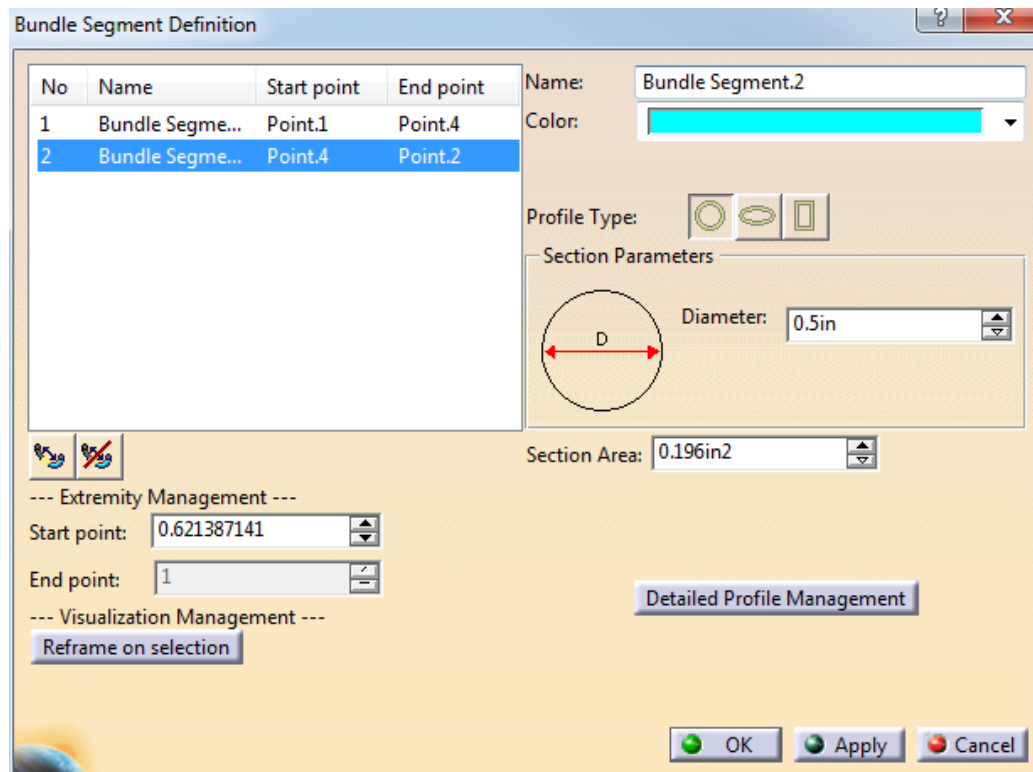 Bundle Segment Definition
No Name Start point End point
1 Bundle Segme... Point.1 Point.4
2 Bundle Segme... Point.4 Point.2
Name: Bundle Segment.2
Color:
Profile Type:
Section Parameters
D
Diameter: 0.5in
Section Area: 0.196in2
--- Extremity Management ---
Start point: 0.621387141
End point: 1
--- Visualization Management ---
Reframe on selection
Detailed Profile Management
OK Apply Cancel